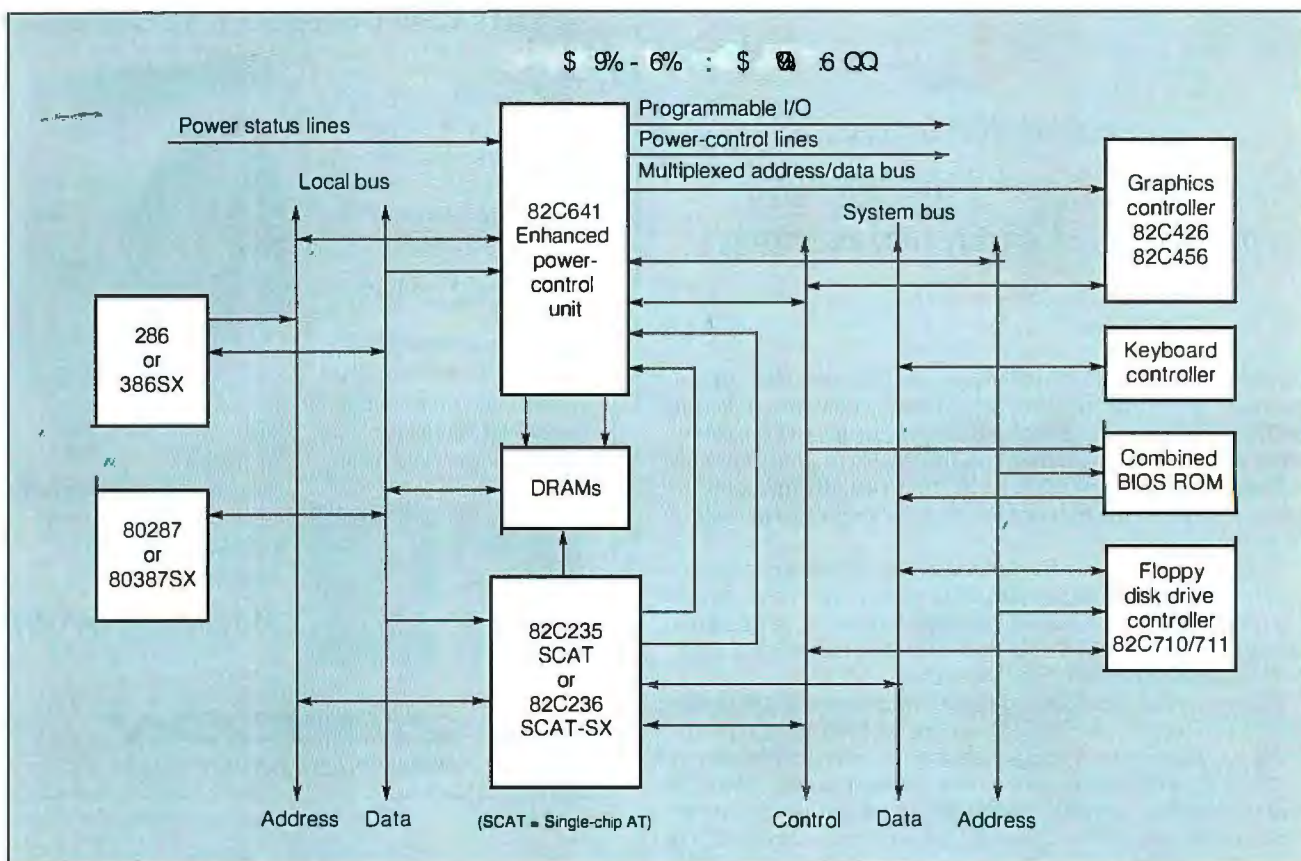 Power status lines
Programmable I/O
Power-control lines
Multiplexed address/data bus
Local bus
System bus
82C641
Enhanced
power-
control
unit
Graphics
controller
82C426
82C456
286
or
386SX
Keyboard
controller
80287
or
80387SX
DRAMs
Combined
BIOS ROM
82C235
SCAT
or
82C236
SCAT-SX
Floppy
disk drive
controller
82C710/711
Address
Data
(SCAT = Single-chip AT)
Control
Data
Address